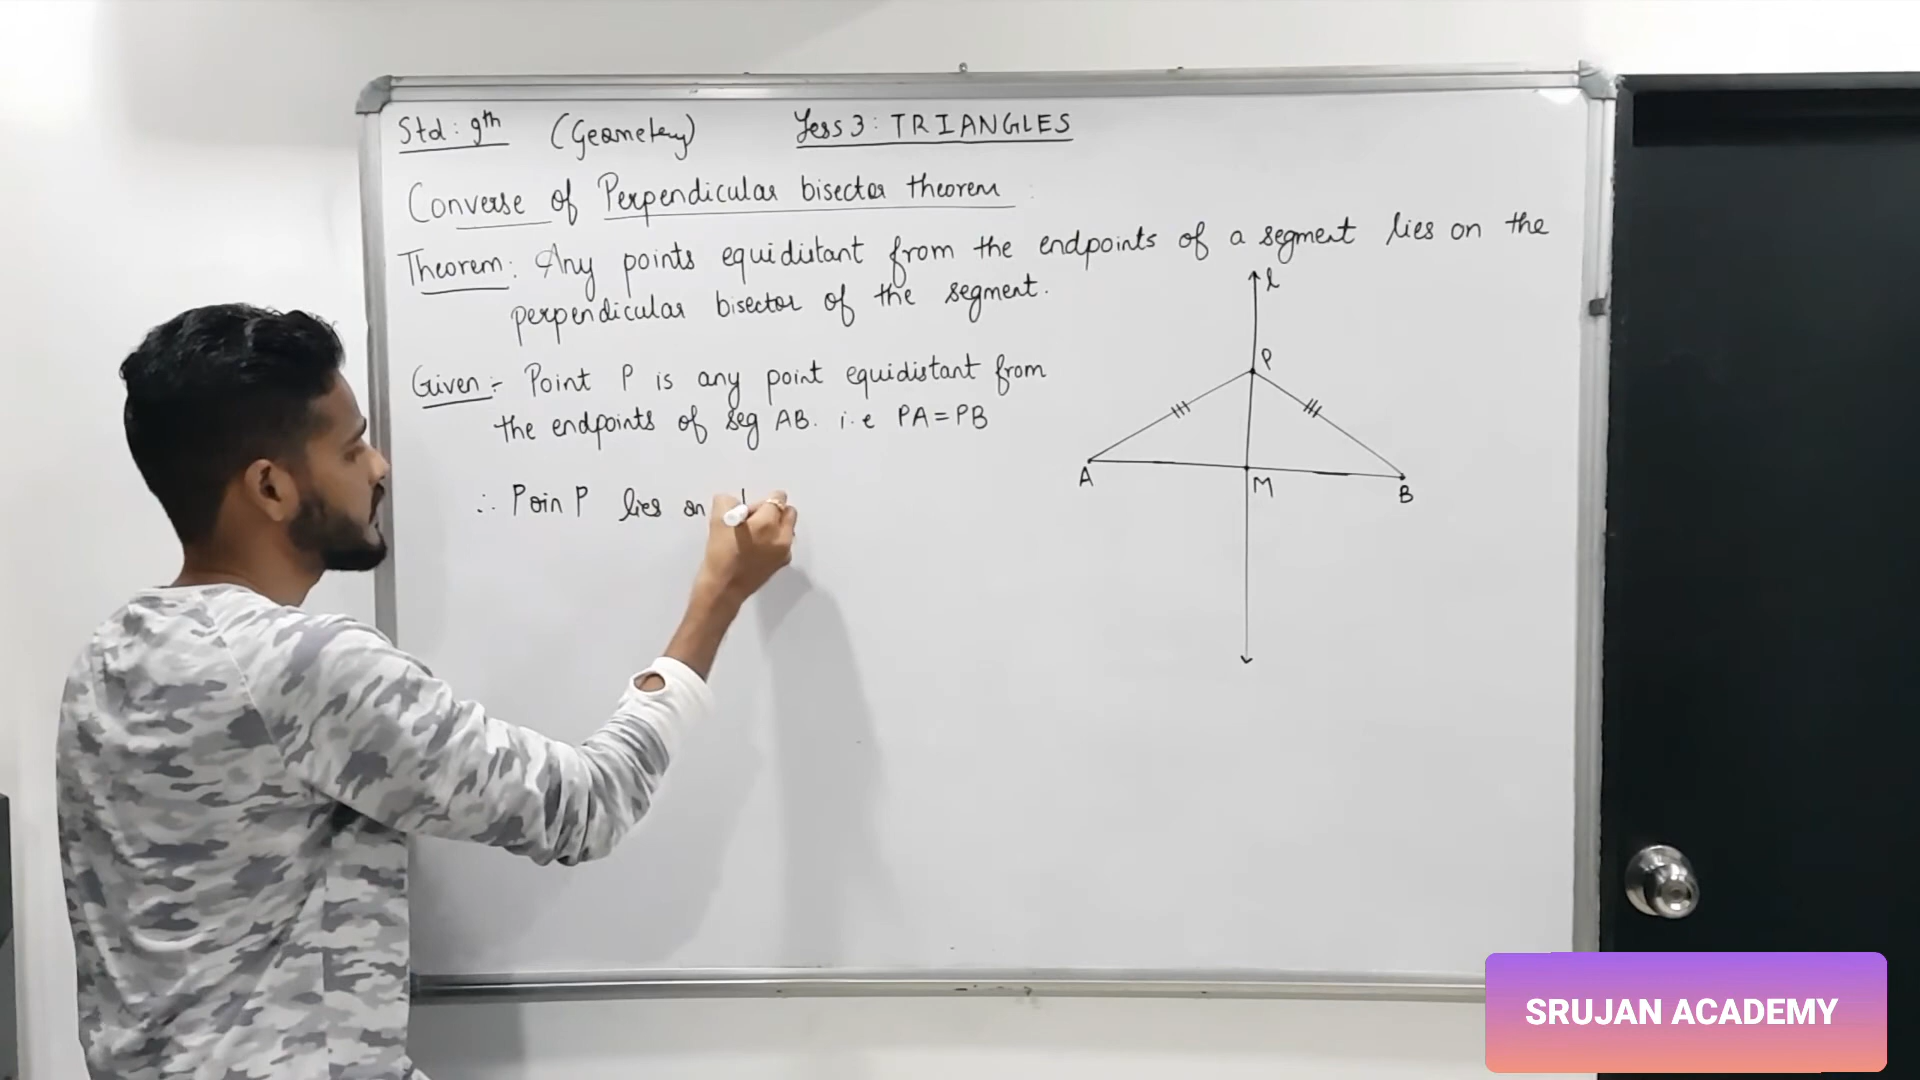 Std: 9th (Geometery) Less 3: TRIANGLES
Converse of Perpendicular bisector theorem
Theorem: Any points equidistant from the endpoints of a segment lies on the
perpendicular bisector of the segment.
Given:- Point P is any point equidistant from
the endpoints of seg AB. i.e PA = PB
∴ Poin P lies on
l
P
A
M
B
SRUJAN ACADEMY